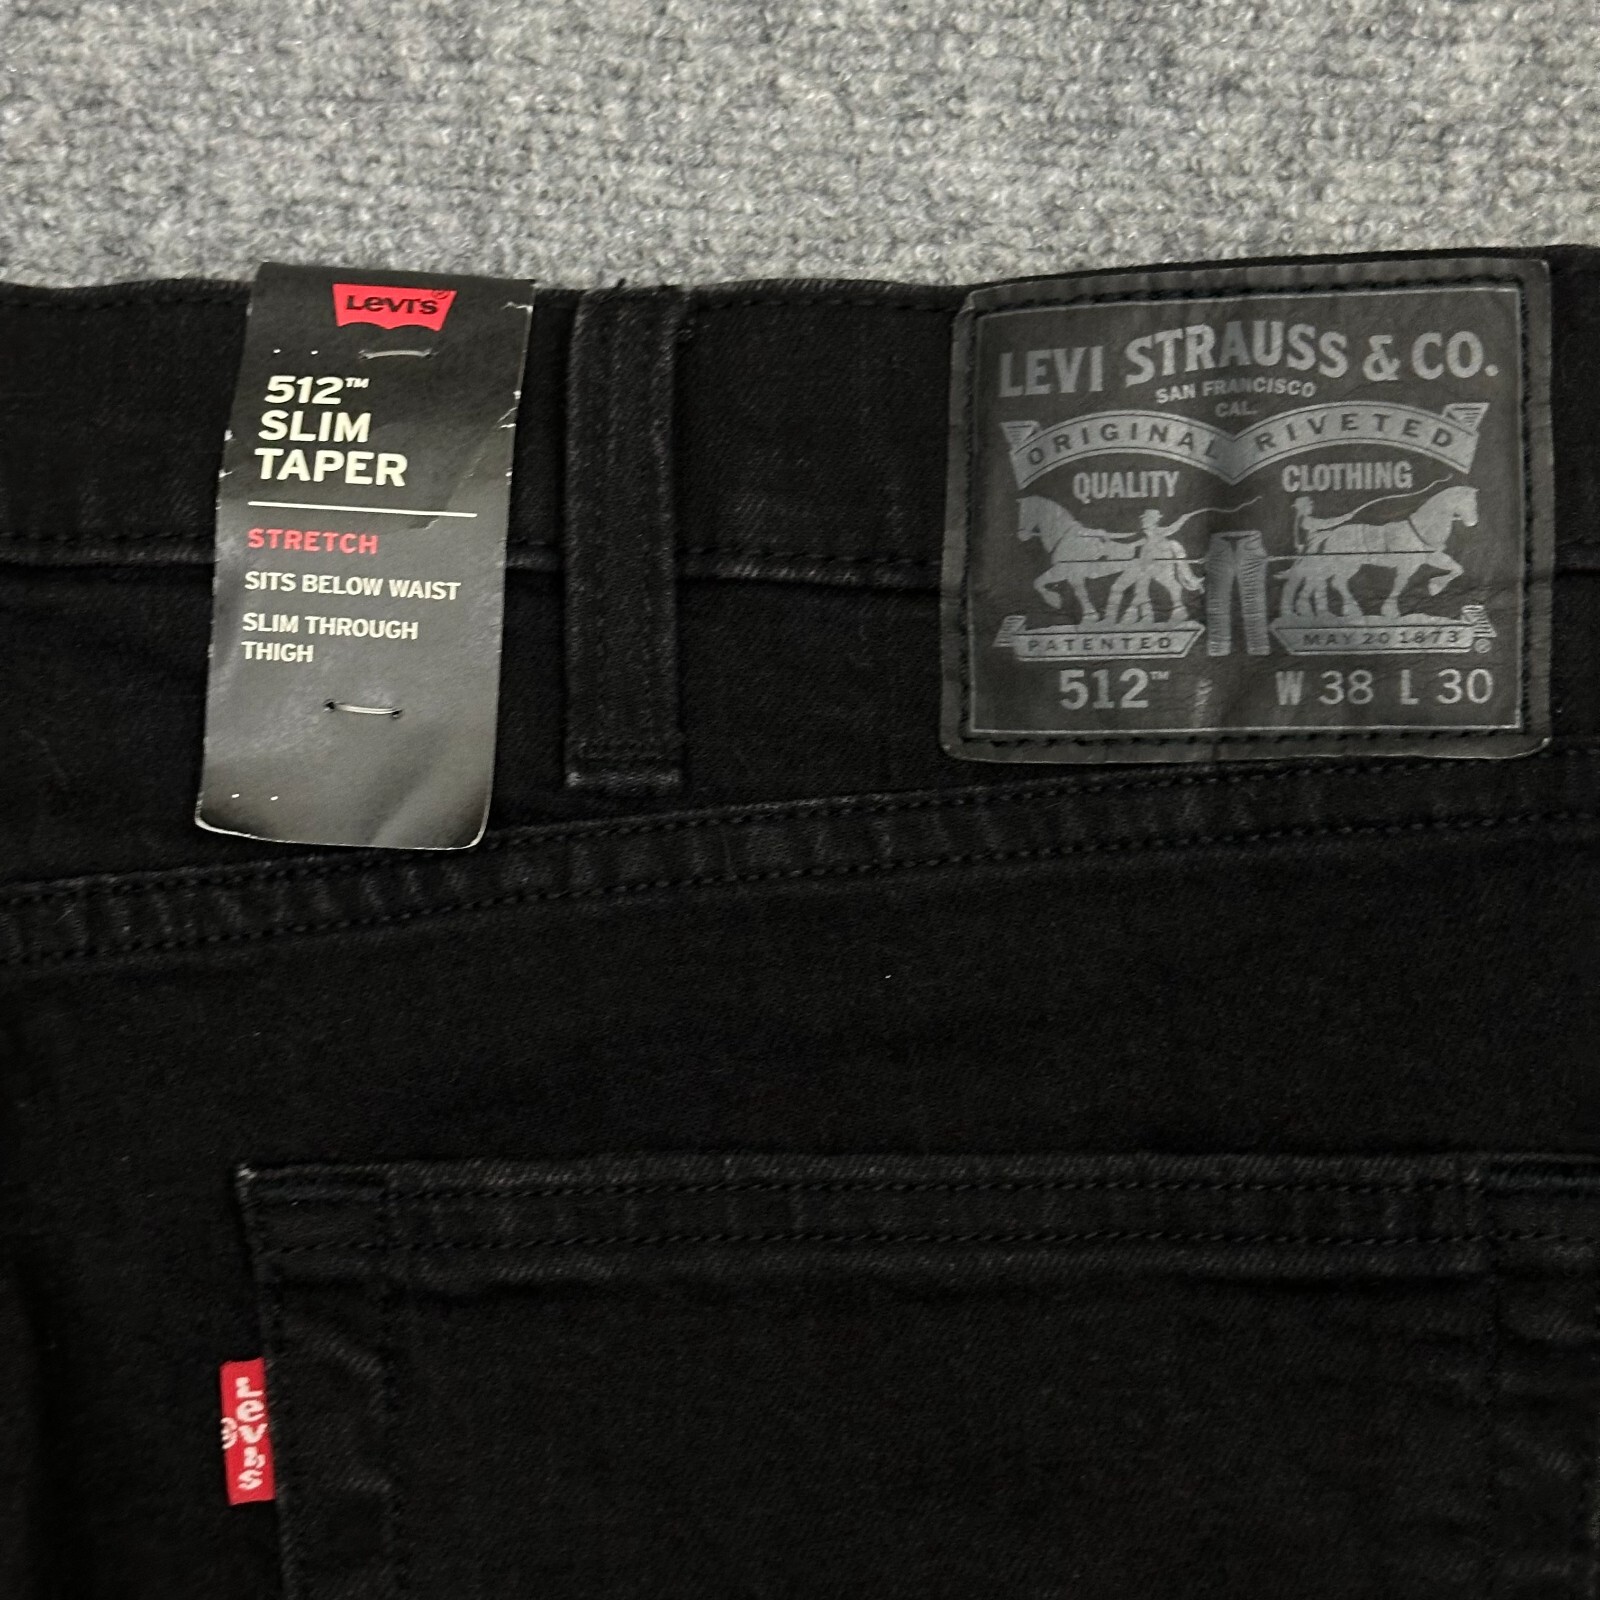 Levi's®
512™
SLIM
TAPER
STRETCH
SITS BELOW WAIST
SLIM THROUGH
THIGH
LEVI STRAUSS & CO.
SAN FRANCISCO
CAL.
ORIGINAL RIVETED
QUALITY CLOTHING
PATENTED MAY 20 1873 ®
512™ W 38 L 30
Levi's
®